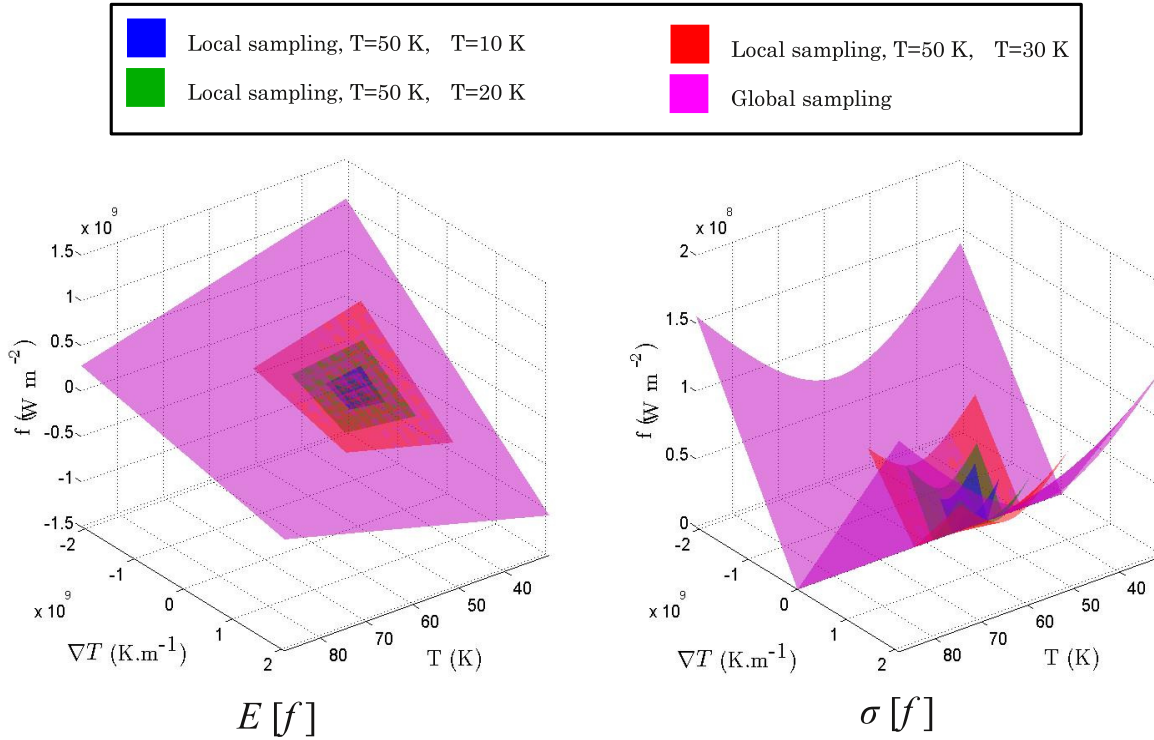 Local sampling, T=50 K, T=10 K
Local sampling, T=50 K, T=20 K
Local sampling, T=50 K, T=30 K
Global sampling
x 10^9
1.5
1
0.5
0
-0.5
-1
-1.5
f (W m^-2)
-2
-1
0
1
2
x 10^9
∇T (K.m^-1)
80
70
60
50
40
T (K)
E [f]
x 10^8
2
1.5
1
0.5
0
f (W m^-2)
-2
-1
0
1
2
x 10^9
∇T (K.m^-1)
80
70
60
50
40
T (K)
σ [f]